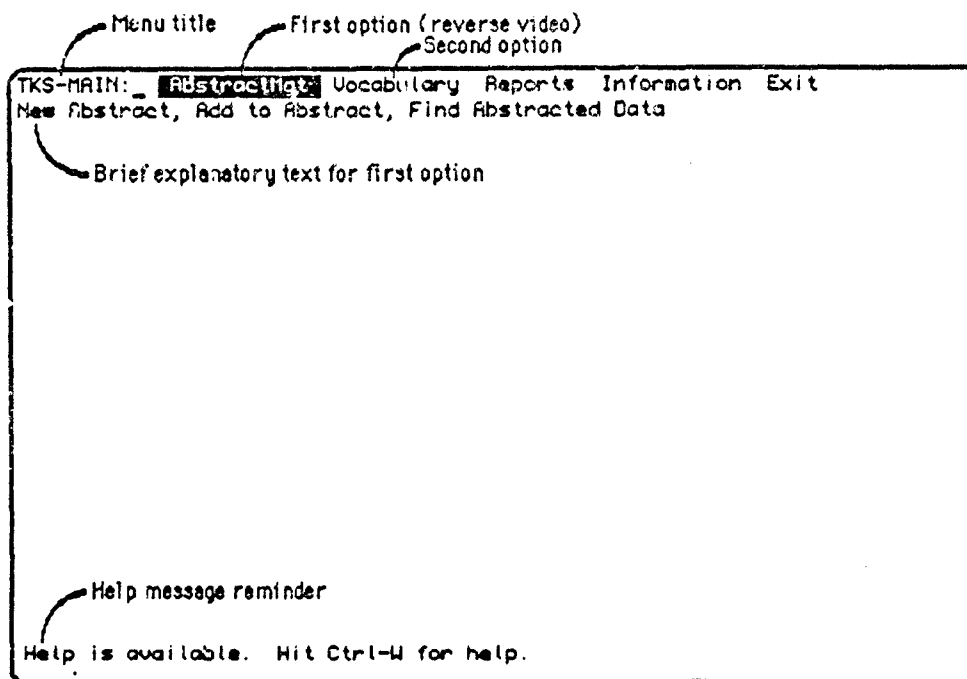 Menu title
First option (reverse video)
Second option
TKS-MAIN:_ AbstractMgt Vocabulary Reports Information Exit
New Abstract, Add to Abstract, Find Abstracted Data
Brief explanatory text for first option
Help message reminder
Help is available. Hit Ctrl-W for help.